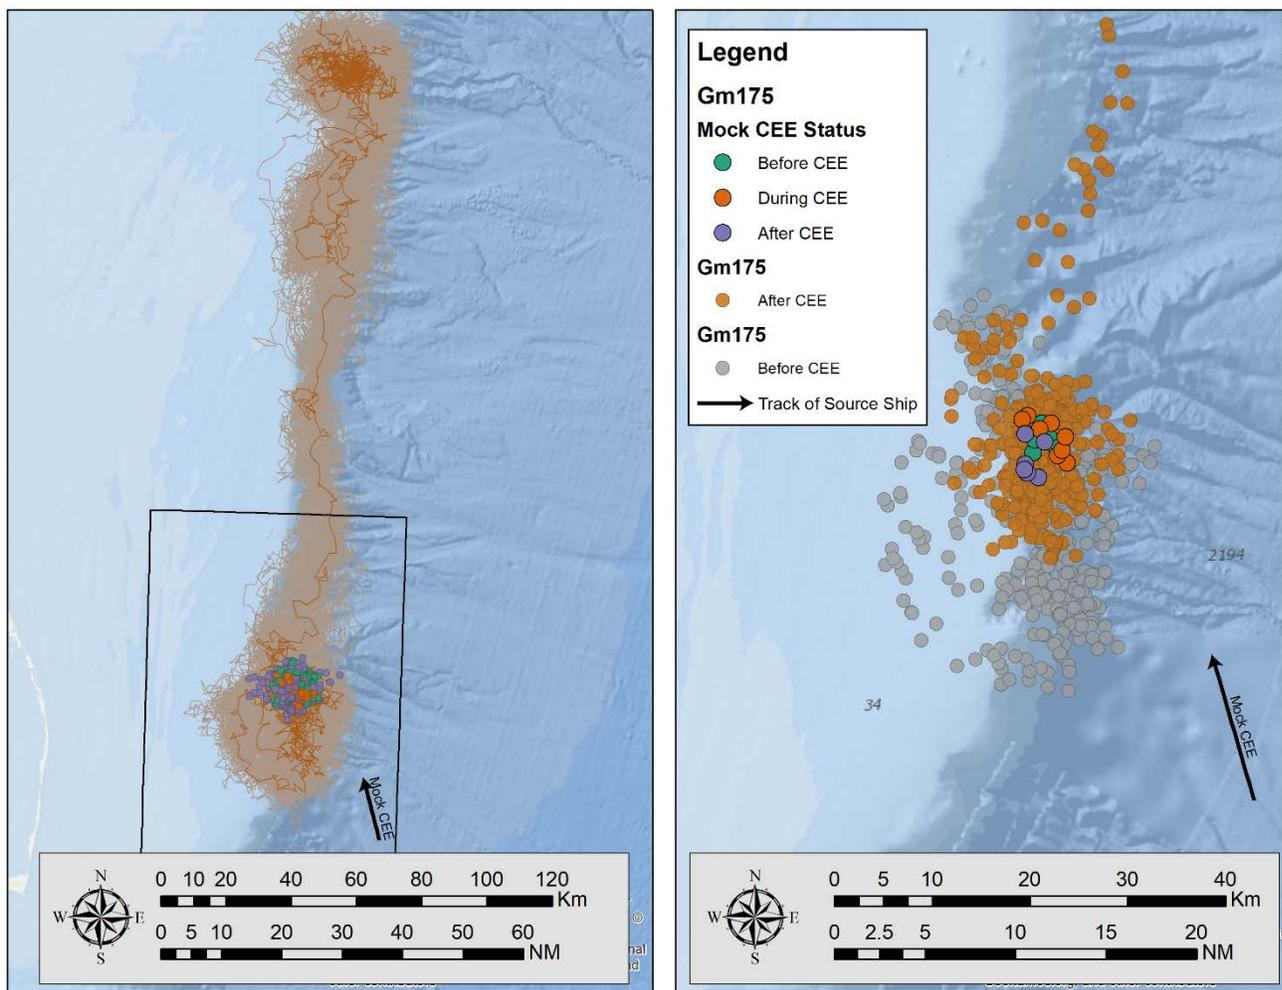 Mock CEE
N
W
E
S
0 10 20 40 60 80 100 120
Km
0 5 10 20 30 40 50 60
NM
©
Legend
Gm175
Mock CEE Status
Before CEE
During CEE
After CEE
Gm175
After CEE
Gm175
Before CEE
Track of Source Ship
2194
34
Mock CEE
N
W
E
S
0 5 10 20 30 40
Km
0 2.5 5 10 15 20
NM